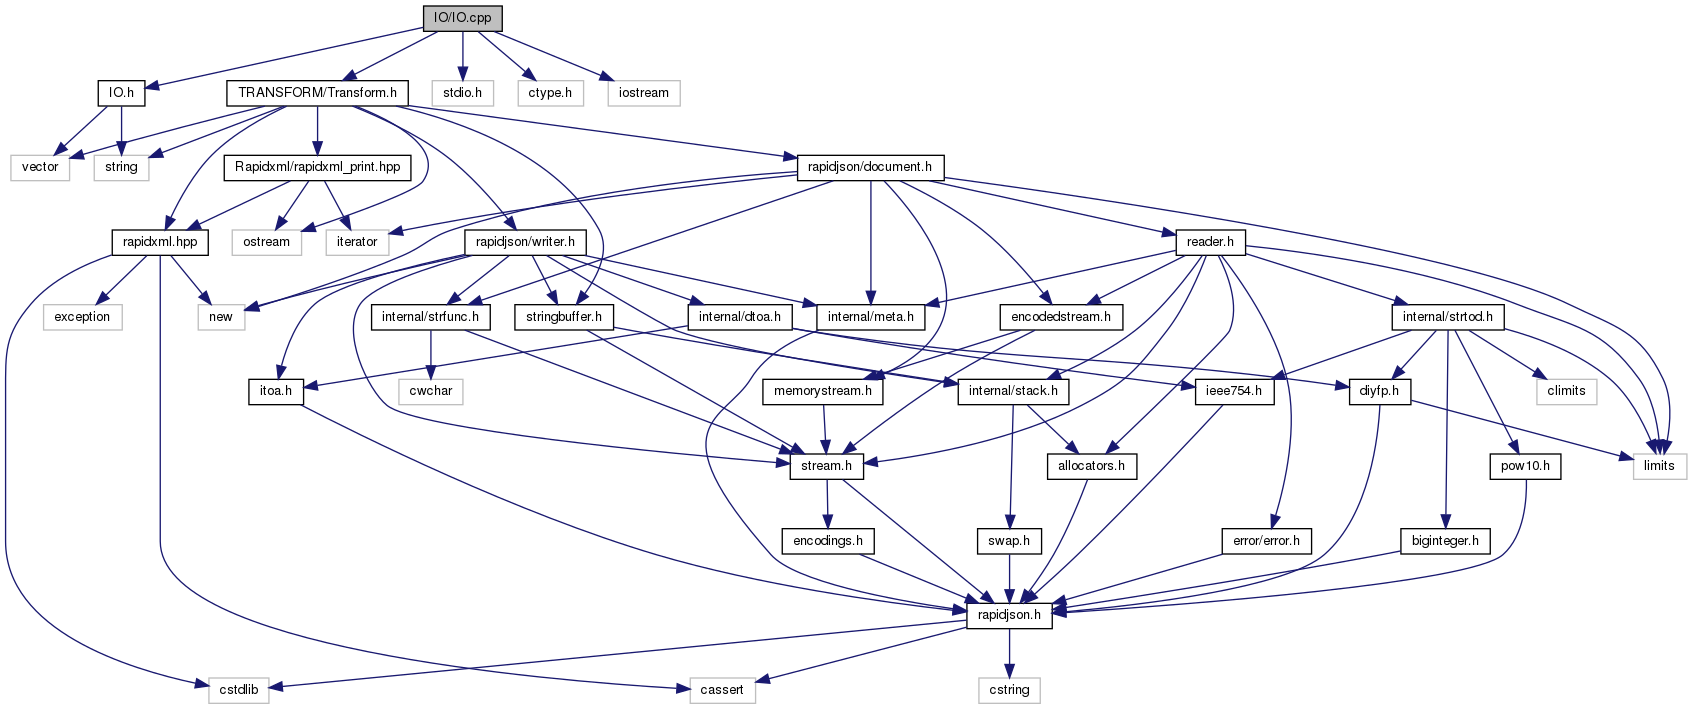 IO/IO.cpp
IO.h
TRANSFORM/Transform.h
stdio.h
ctype.h
iostream
vector
string
Rapidxml/rapidxml_print.hpp
rapidjson/document.h
rapidxml.hpp
ostream
iterator
rapidjson/writer.h
reader.h
exception
new
internal/strfunc.h
stringbuffer.h
internal/dtoa.h
internal/meta.h
encodedstream.h
internal/strtod.h
itoa.h
cwchar
memorystream.h
internal/stack.h
ieee754.h
diyfp.h
climits
stream.h
allocators.h
pow10.h
limits
encodings.h
swap.h
error/error.h
biginteger.h
rapidjson.h
cstdlib
cassert
cstring